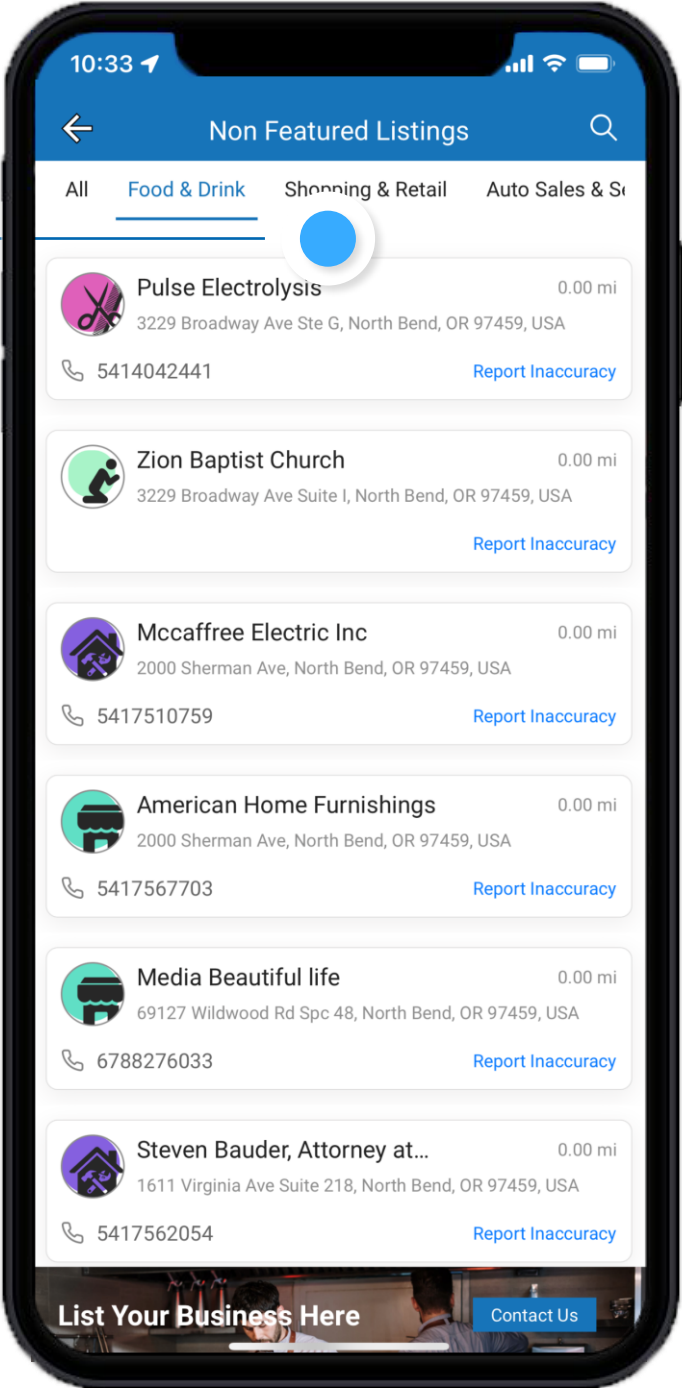 10:33
Non Featured Listings
All Food & Drink Shopping & Retail Auto Sales &
Pulse Electrolysis 0.00 mi
3229 Broadway Ave Ste G, North Bend, OR 97459, USA
5414042441 Report Inaccuracy
Zion Baptist Church 0.00 mi
3229 Broadway Ave Suite I, North Bend, OR 97459, USA
Report Inaccuracy
Mccaffree Electric Inc 0.00 mi
2000 Sherman Ave, North Bend, OR 97459, USA
5417510759 Report Inaccuracy
American Home Furnishings 0.00 mi
2000 Sherman Ave, North Bend, OR 97459, USA
5417567703 Report Inaccuracy
Media Beautiful life 0.00 mi
69127 Wildwood Rd Spc 48, North Bend, OR 97459, USA
6788276033 Report Inaccuracy
Steven Bauder, Attorney at... 0.00 mi
1611 Virginia Ave Suite 218, North Bend, OR 97459, USA
5417562054 Report Inaccuracy
List Your Business Here Contact Us